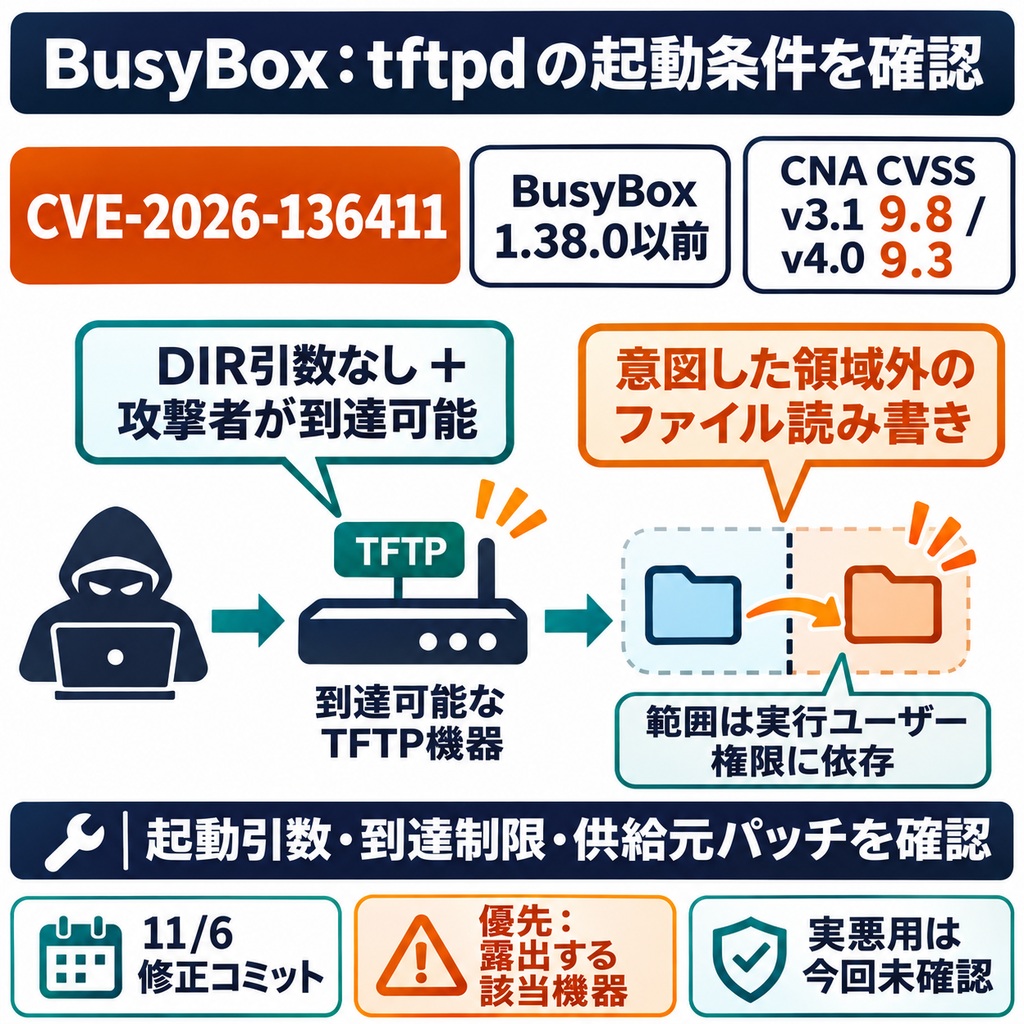 BusyBox：tftpdの起動条件を確認
CVE-2026-136411
BusyBox
1.38.0以前
CNA CVSS
v3.1 9.8 /
v4.0 9.3
DIR引数なし＋
攻撃者が到達可能
意図した領域外の
ファイル読み書き
TFTP
到達可能な
TFTP機器
範囲は実行ユーザー
権限に依存
起動引数・到達制限・供給元パッチを確認
11/6
修正コミット
優先：
露出する
該当機器
実悪用は
今回未確認